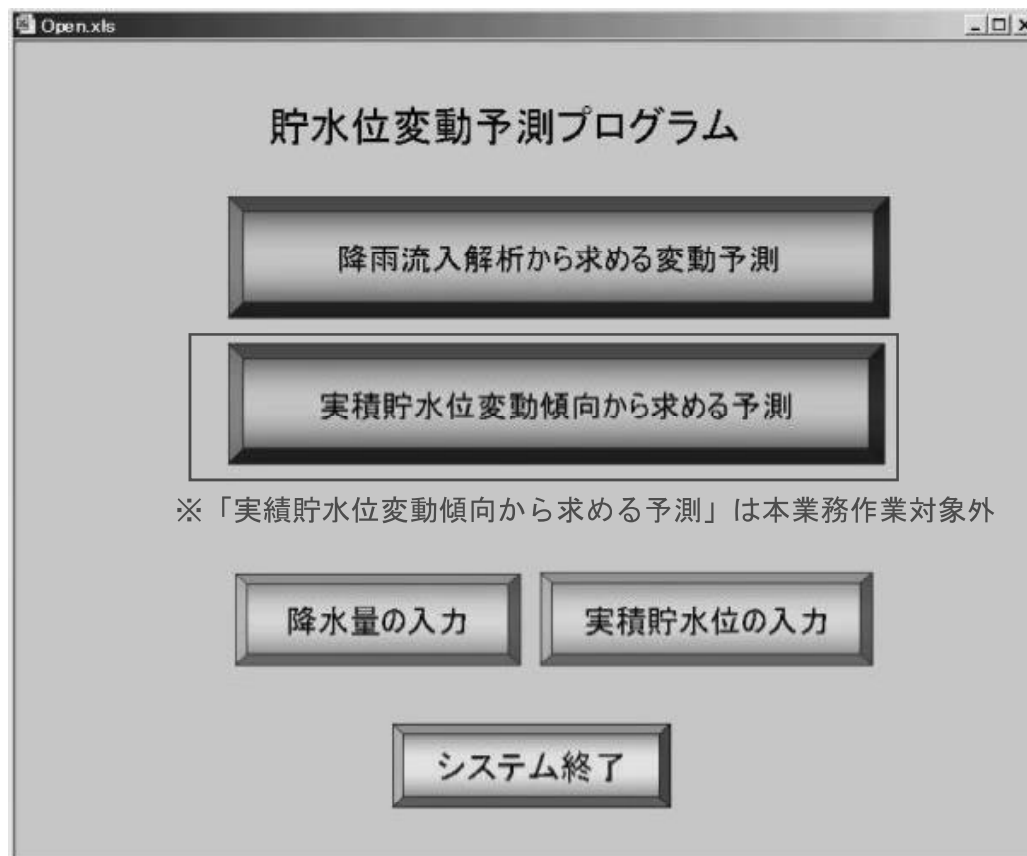 Open.xls
貯水位変動予測プログラム
降雨流入解析から求める変動予測
実積貯水位変動傾向から求める予測
※「実績貯水位変動傾向から求める予測」は本業務作業対象外
降水量の入力
実積貯水位の入力
システム終了